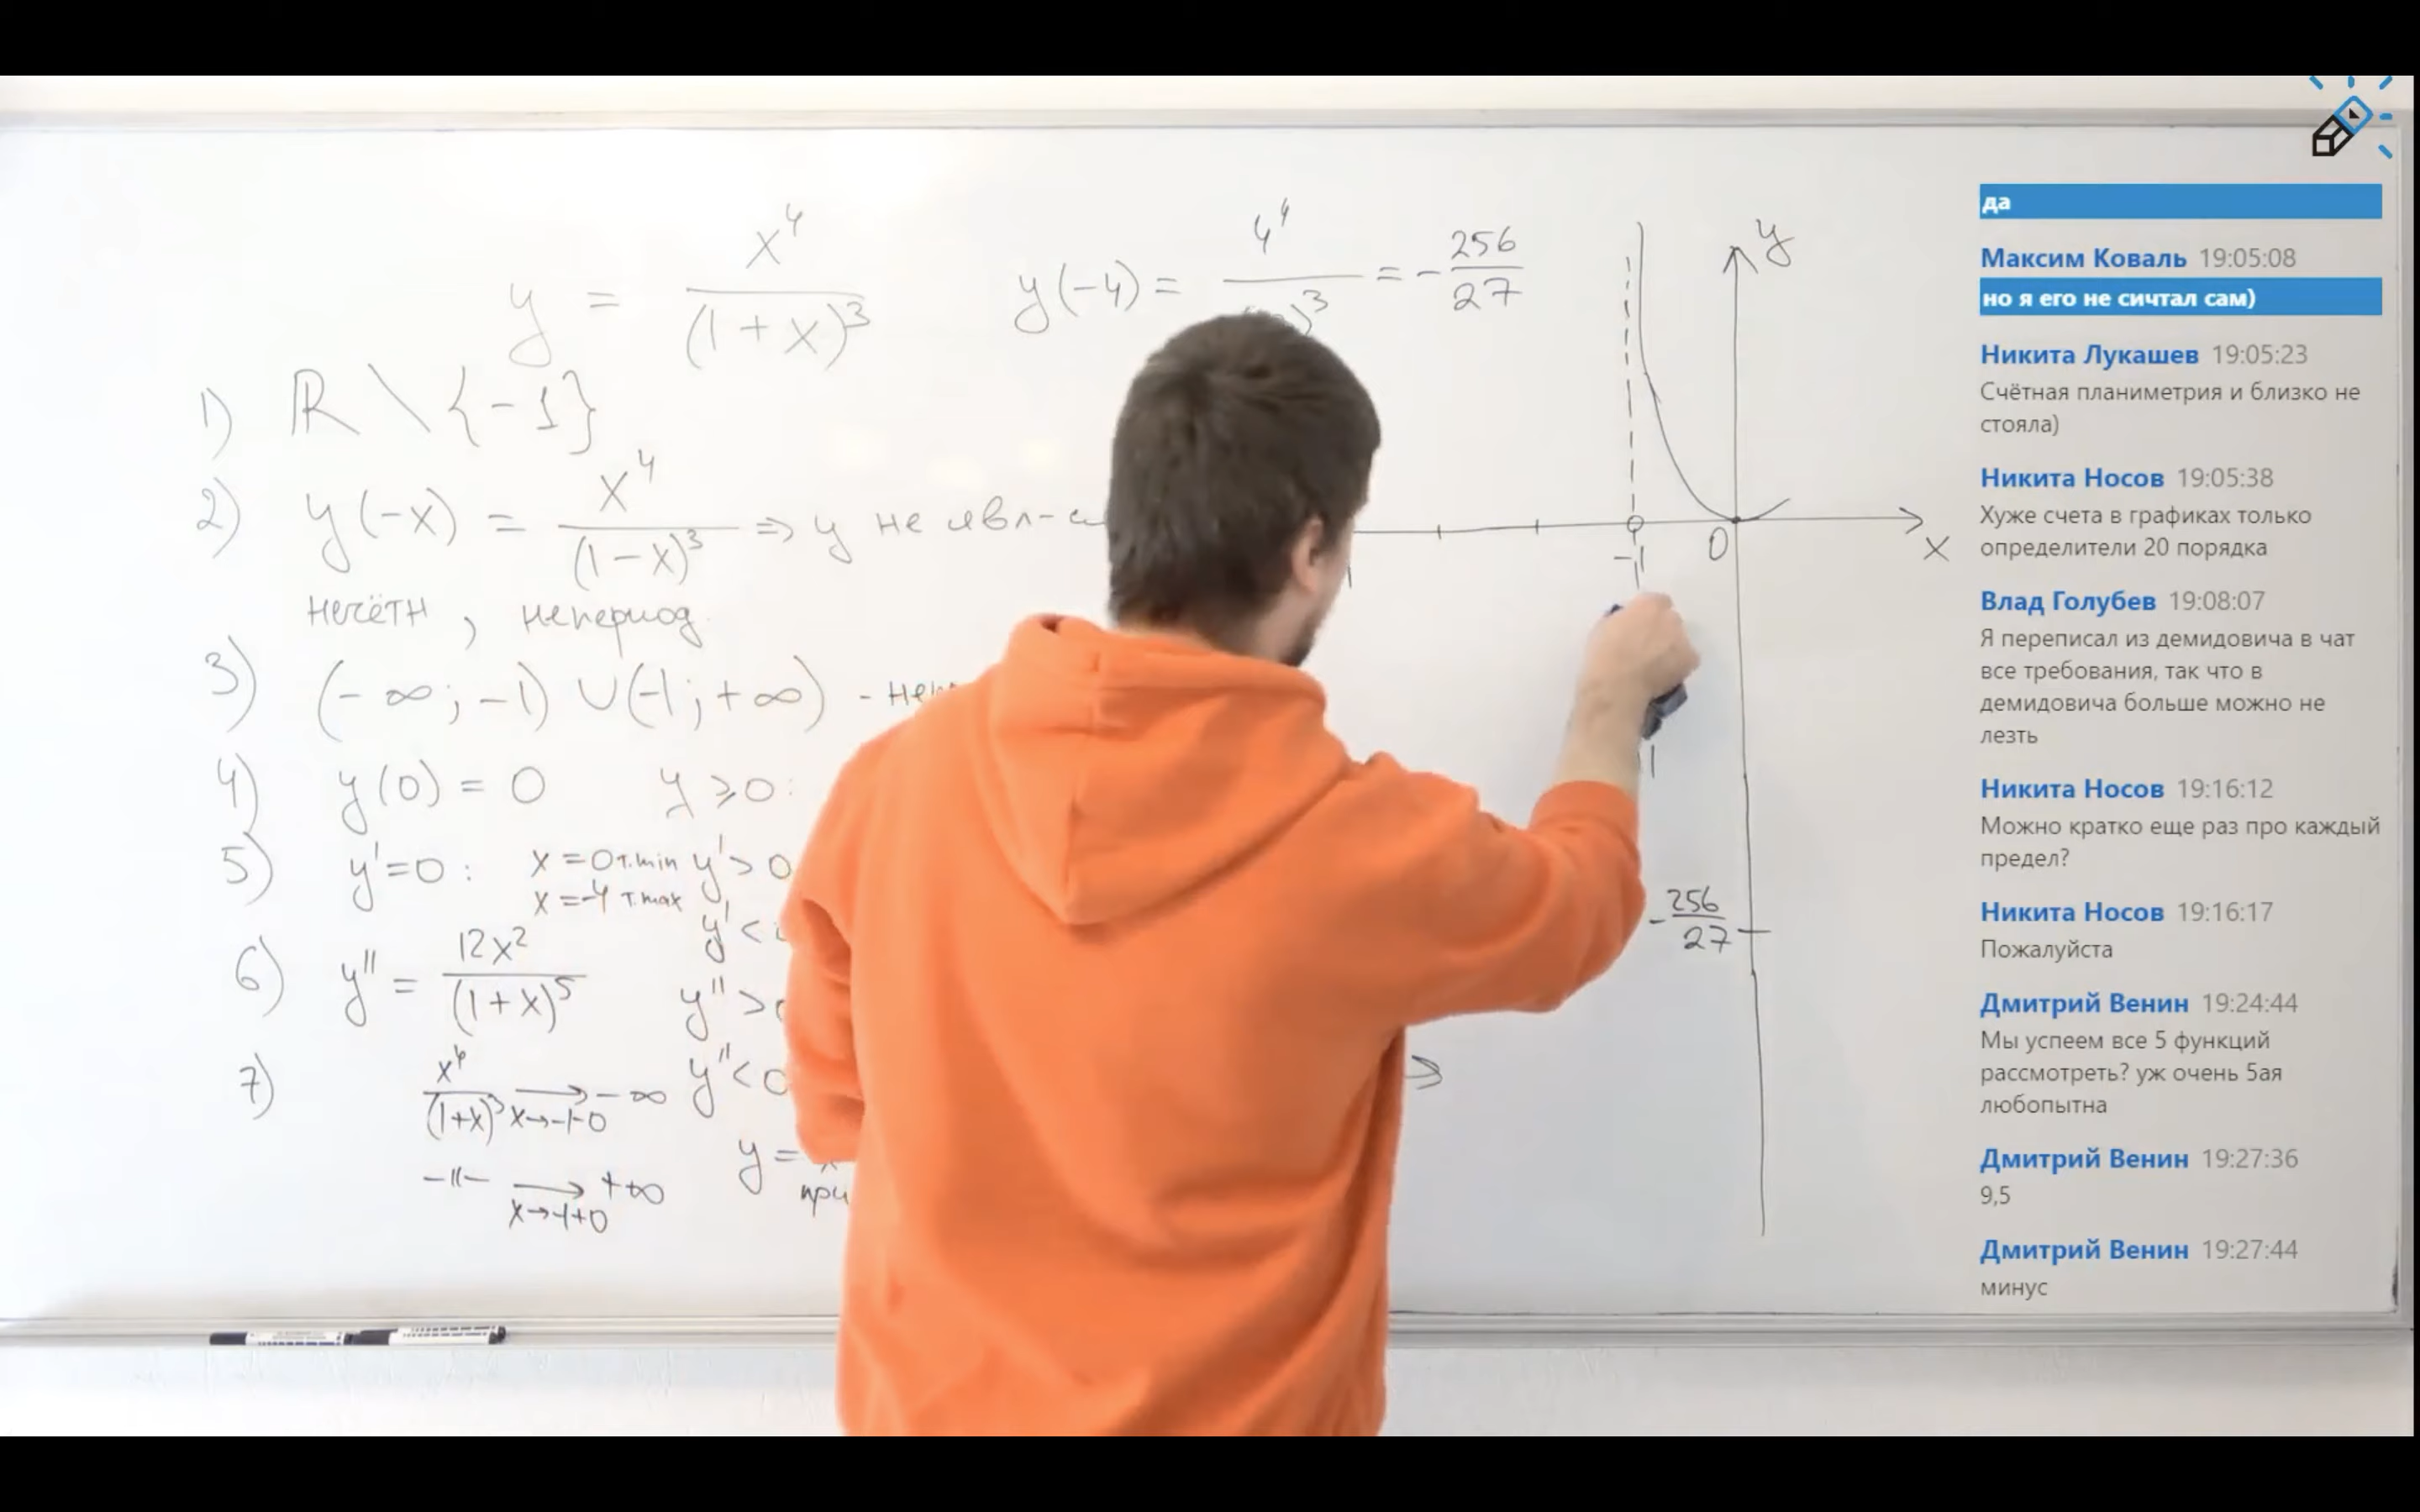 y = x⁴/(1+x)³
y(-4) = 4⁴/ )³ = -256/27
1) ℝ \ {-1}
2) y(-x) = x⁴/(1-x)³ ⇒ y не явл-с
нечётн, непериод.
3) (-∞; -1) ∪ (-1; +∞) - неп
4) y(0) = 0 y ≥ 0:
5) y' = 0: x = 0 т.min y' > 0
x = -4 т.max y' <
6) y'' = 12x²/(1+x)⁵ y'' > 0
7) x⁴/(1+x)³ → -∞ y'' < 0
x→-1-0
-〃- → +∞ y =
x→-1+0 при
y
-1 0 x
-256/27
да
Максим Коваль 19:05:08
но я его не сичтал сам)
Никита Лукашев 19:05:23
Счётная планиметрия и близко не
стояла)
Никита Носов 19:05:38
Хуже счета в графиках только
определители 20 порядка
Влад Голубев 19:08:07
Я переписал из демидовича в чат
все требования, так что в
демидовича больше можно не
лезть
Никита Носов 19:16:12
Можно кратко еще раз про каждый
предел?
Никита Носов 19:16:17
Пожалуйста
Дмитрий Венин 19:24:44
Мы успеем все 5 функций
рассмотреть? уж очень 5ая
любопытна
Дмитрий Венин 19:27:36
9,5
Дмитрий Венин 19:27:44
минус